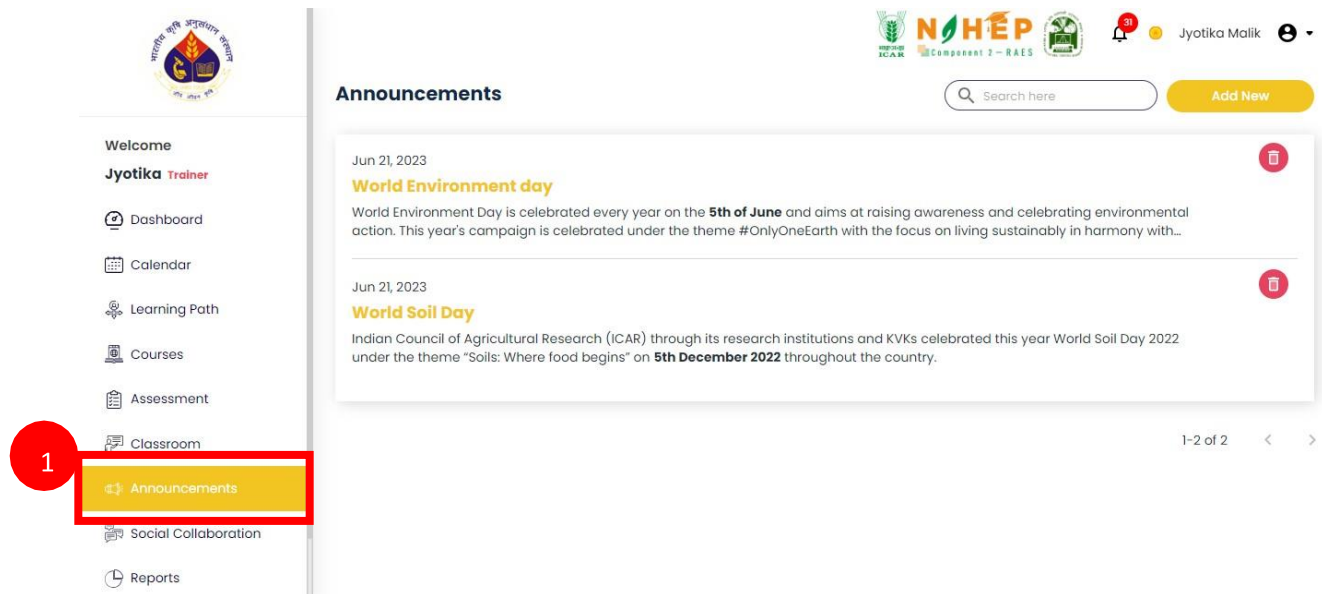 भारतीय कृषि अनुसंधान संस्थान
ICAR
NAHEP
Component 2 – RAES
31
Jyotika Malik
Announcements
Search here
Add New
Welcome
Jyotika Trainer
Dashboard
Calendar
Learning Path
Courses
Assessment
Classroom
1
Announcements
Social Collaboration
Reports
Jun 21, 2023
World Environment day
World Environment Day is celebrated every year on the 5th of June and aims at raising awareness and celebrating environmental
action. This year's campaign is celebrated under the theme #OnlyOneEarth with the focus on living sustainably in harmony with...
Jun 21, 2023
World Soil Day
Indian Council of Agricultural Research (ICAR) through its research institutions and KVKs celebrated this year World Soil Day 2022
under the theme “Soils: Where food begins” on 5th December 2022 throughout the country.
1-2 of 2